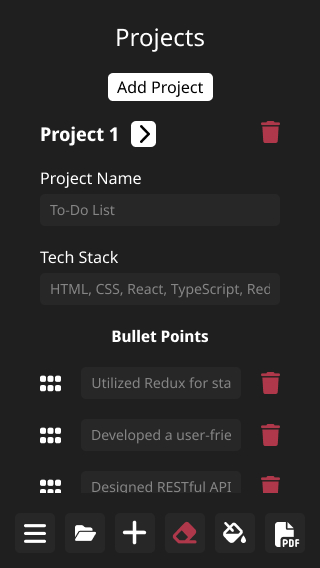 Projects
Add Project
Project 1
Project Name
To-Do List
Tech Stack
HTML, CSS, React, TypeScript, Red
Bullet Points
Utilized Redux for sta
Developed a user-frie
Designed RESTful API
PDF